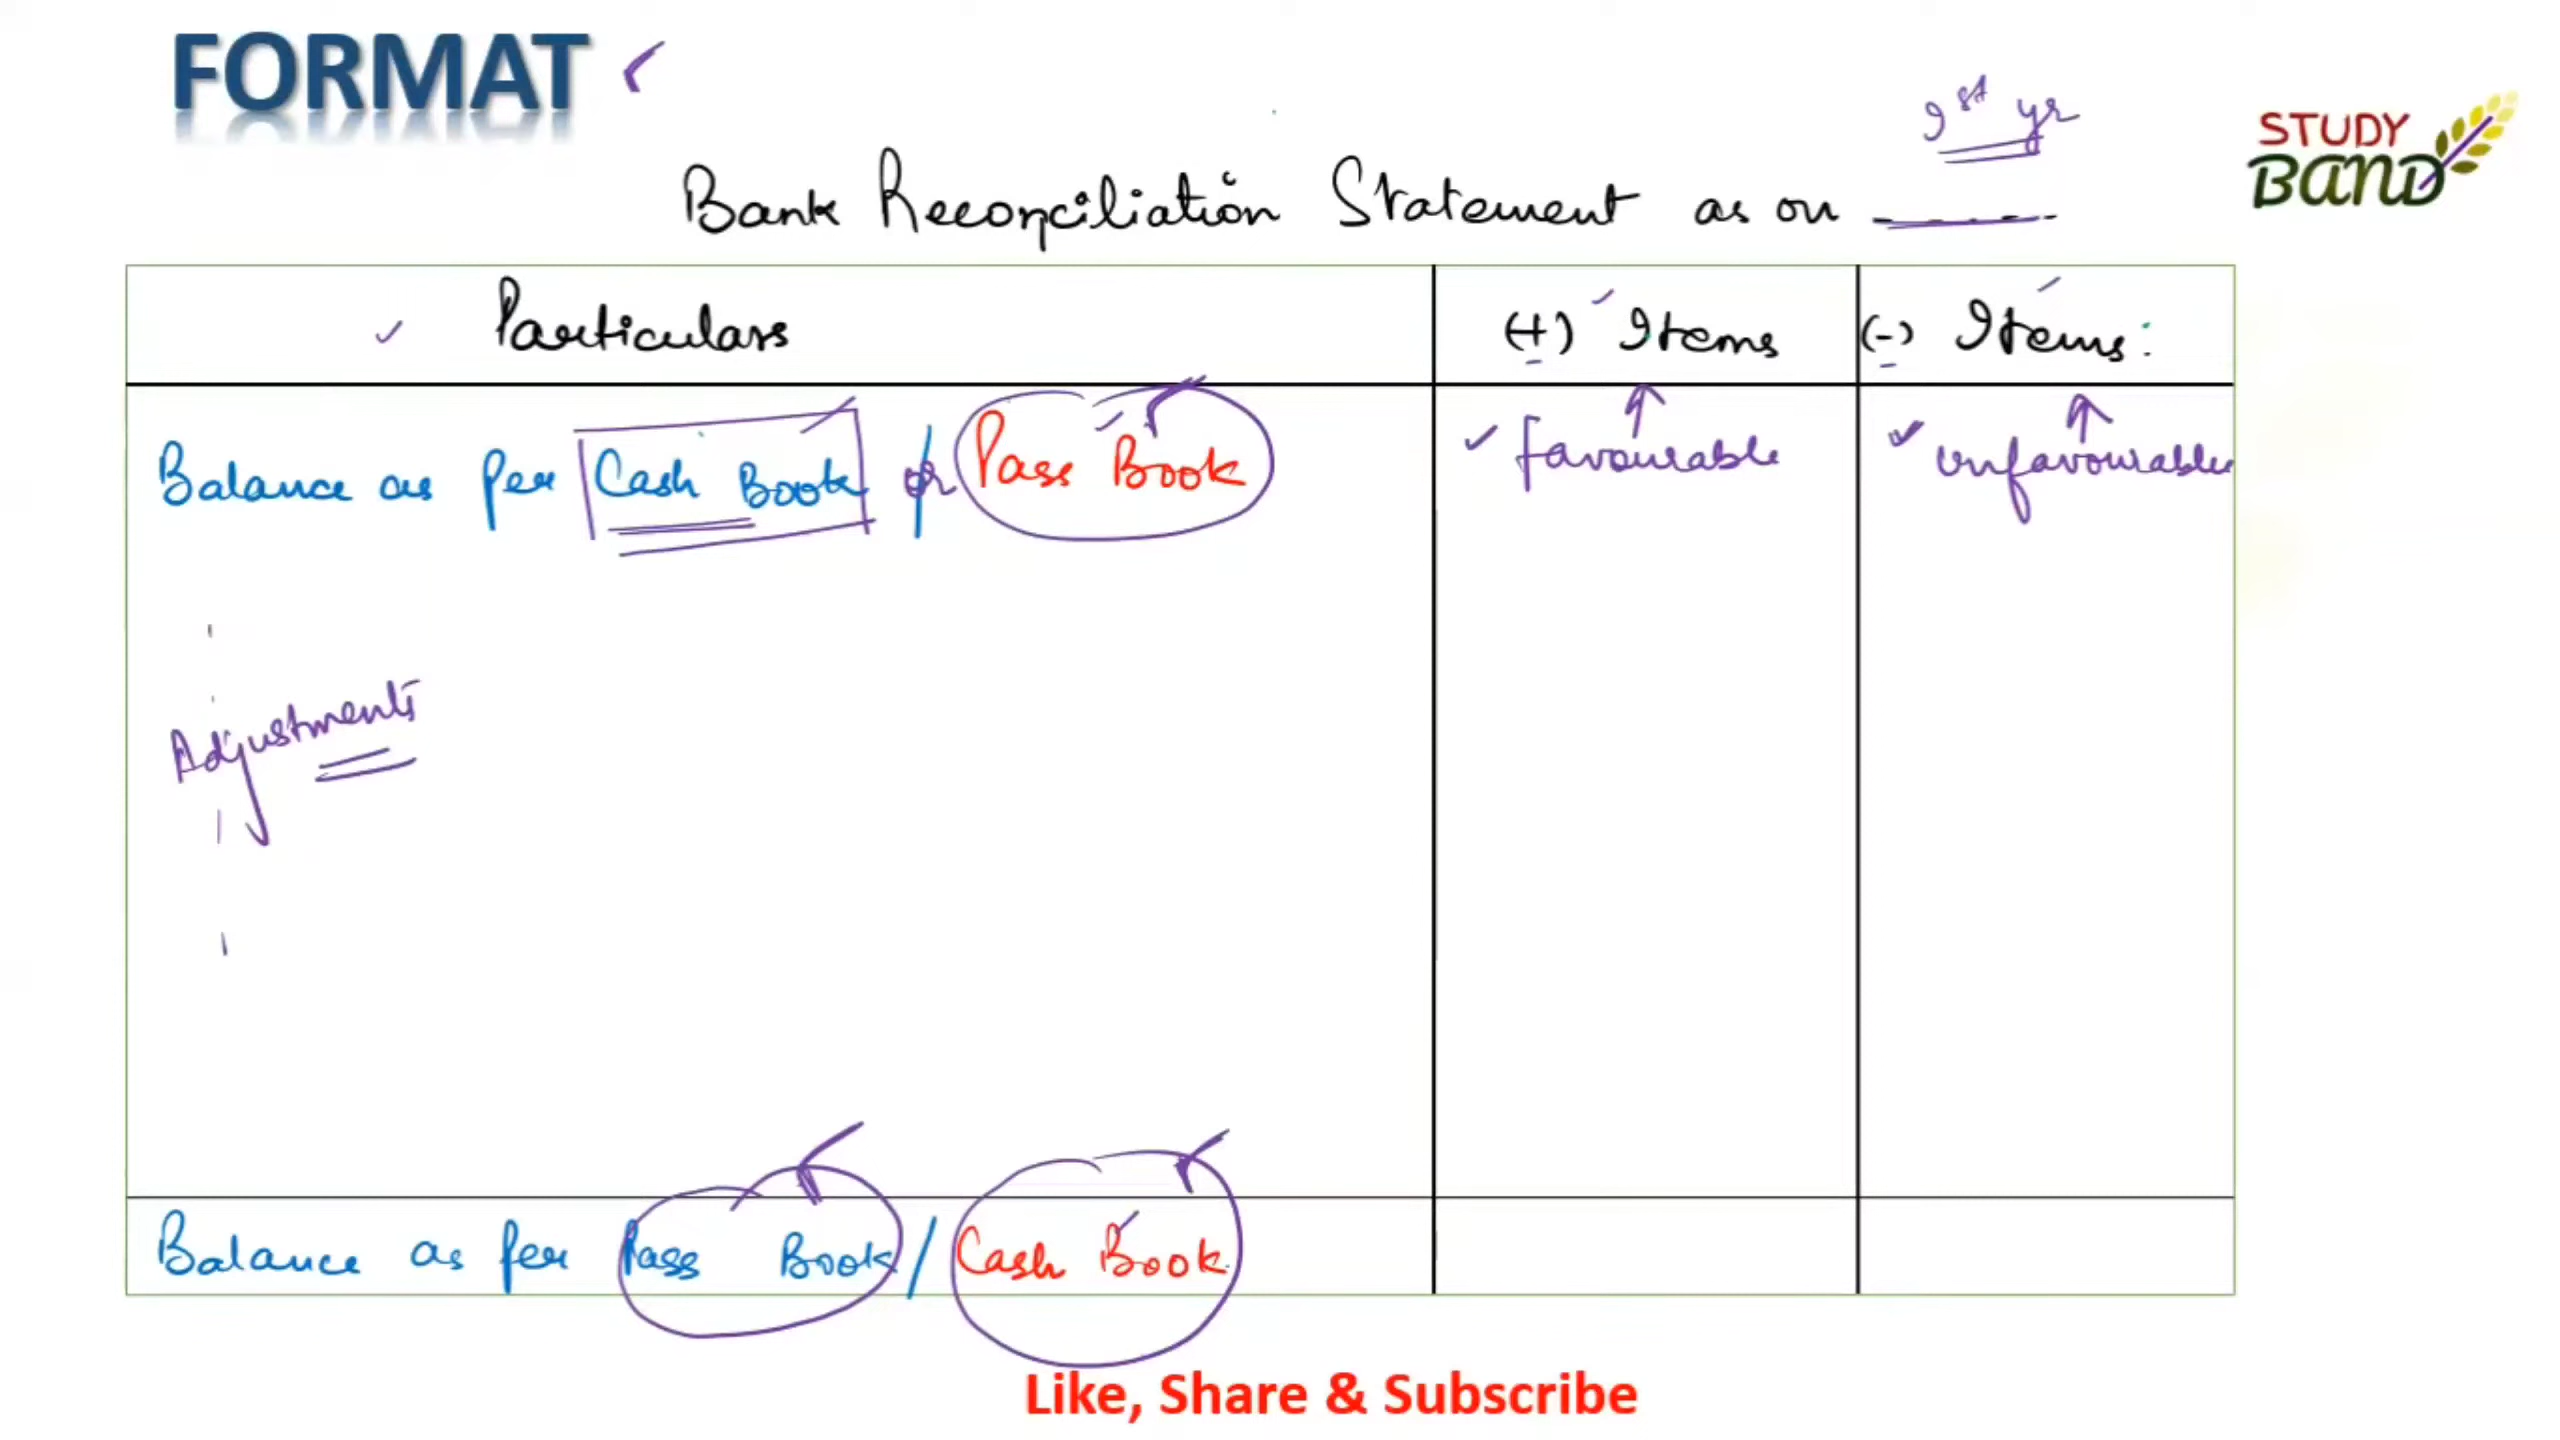 FORMAT
9st yr
STUDY
BAND
Bank Reconciliation Statement as on -----
Particulars
(+) Items
(-) Items:
Balance as per Cash Book or Pass Book
favourable
unfavourable
Adjustments
Balance as per Pass Book / Cash Book
Like, Share & Subscribe